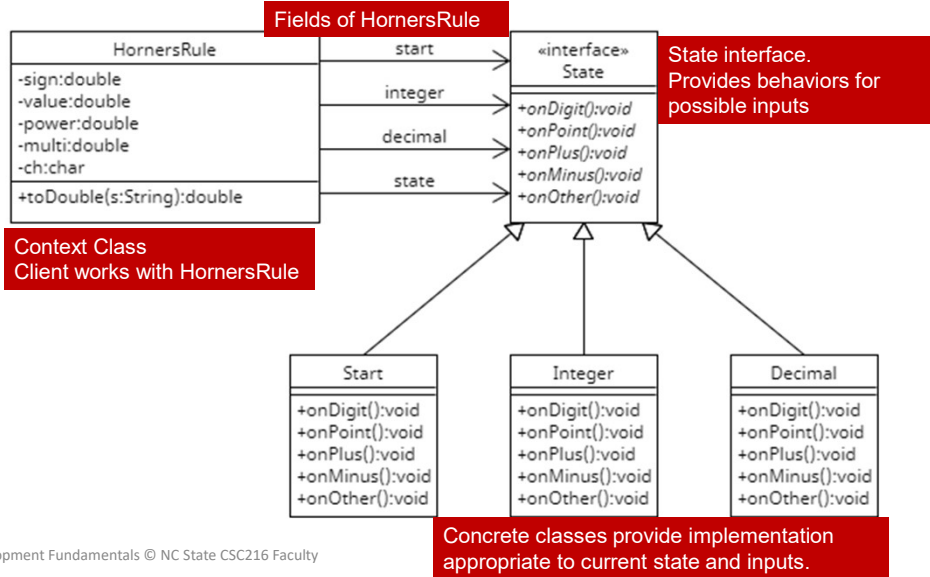 Fields of HornersRule
HornersRule
-sign:double
-value:double
-power:double
-multi:double
-ch:char
+toDouble(s:String):double
start
integer
decimal
state
«interface»
State
+onDigit():void
+onPoint():void
+onPlus():void
+onMinus():void
+onOther():void
State interface.
Provides behaviors for
possible inputs
Context Class
Client works with HornersRule
Start
+onDigit():void
+onPoint():void
+onPlus():void
+onMinus():void
+onOther():void
Integer
+onDigit():void
+onPoint():void
+onPlus():void
+onMinus():void
+onOther():void
Decimal
+onDigit():void
+onPoint():void
+onPlus():void
+onMinus():void
+onOther():void
Concrete classes provide implementation
appropriate to current state and inputs.
opment Fundamentals © NC State CSC216 Faculty